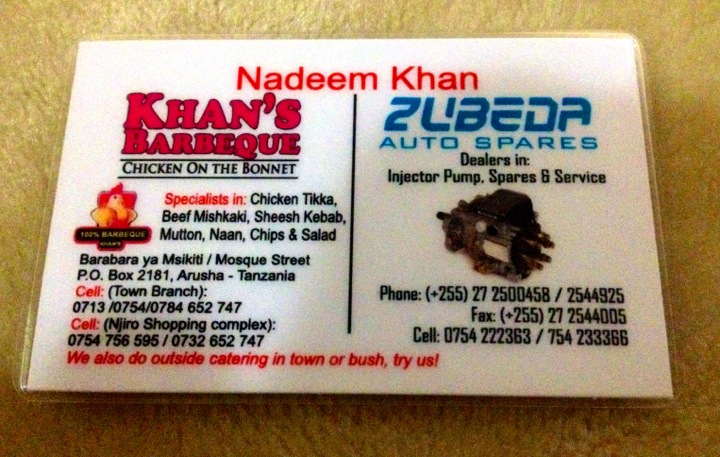 Nadeem Khan
KHAN'S
BARBEQUE
CHICKEN ON THE BONNET
100% BARBEQUE
KHAN'S
Specialists in: Chicken Tikka,
Beef Mishkaki, Sheesh Kebab,
Mutton, Naan, Chips & Salad
Barabara ya Msikiti / Mosque Street
P.O. Box 2181, Arusha - Tanzania
Cell: (Town Branch):
0713 /0754/0784 652 747
Cell: (Njiro Shopping complex):
0754 756 595 / 0732 652 747
We also do outside catering in town or bush, try us!
ZUBEDA
AUTO SPARES
Dealers in:
Injector Pump, Spares & Service
Phone: (+255) 27 2500458 / 2544925
Fax: (+255) 27 2544005
Cell: 0754 222363 / 754 233366